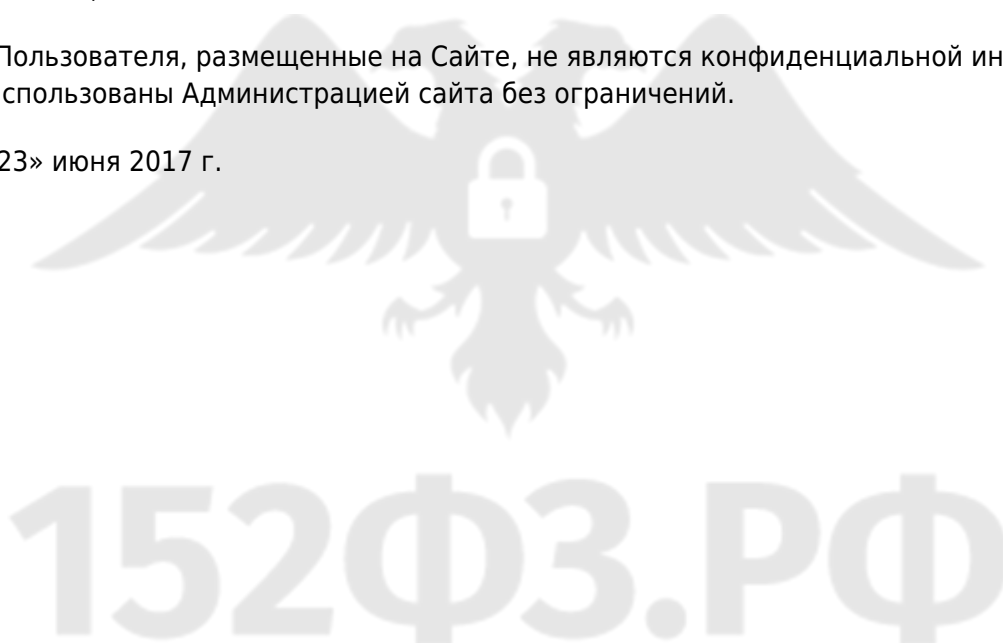 Пользователя, размещенные на Сайте, не являются конфиденциальной ин
спользованы Администрацией сайта без ограничений.
23» июня 2017 г.
152ФЗ.РФ